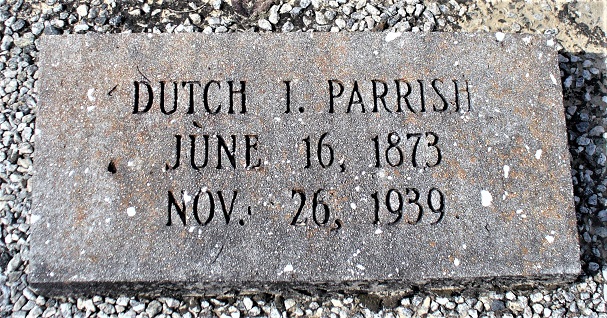 DUTCH I. PARRISH
JUNE 16, 1873
NOV. 26, 1939